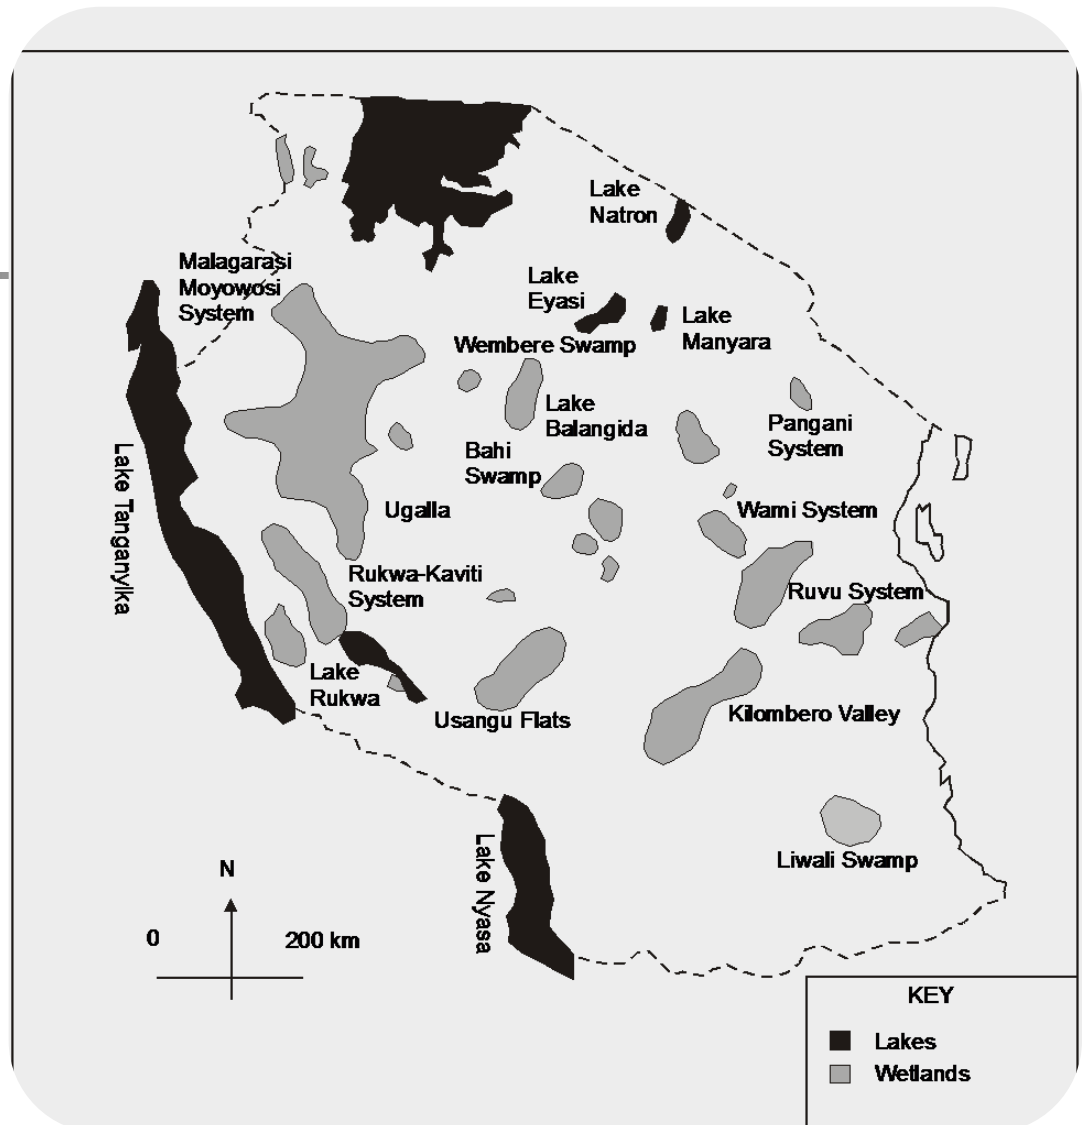 Lake
Natron
Malagarasi
Moyowosi
System
Lake
Eyasi
Lake
Manyara
Wembere Swamp
Lake
Balangida
Pangani
System
Bahi
Swamp
Lake Tanganyika
Ugalla
Wami System
Rukwa-Kaviti
System
Ruvu System
Lake
Rukwa
Usangu Flats
Kilombero Valley
Lake Nyasa
Liwali Swamp
N
0 200 km
KEY
Lakes
Wetlands